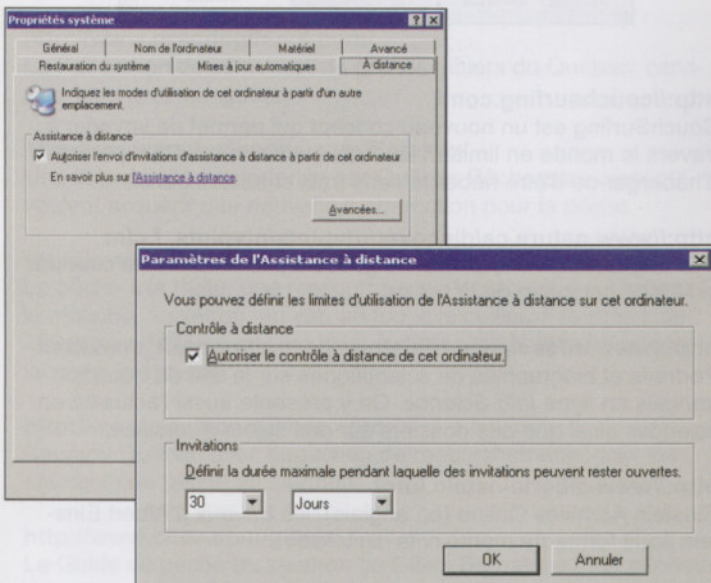 Propriétés système
Général Nom de l'ordinateur Matériel Avancé
Restauration du système Mises à jour automatiques À distance
Indiquez les modes d'utilisation de cet ordinateur à partir d'un autre
emplacement.
Assistance à distance
Autoriser l'envoi d'invitations d'assistance à distance à partir de cet ordinateur
En savoir plus sur l'Assistance à distance.
Avancées...
Paramètres de l'Assistance à distance
Vous pouvez définir les limites d'utilisation de l'Assistance à distance sur cet ordinateur.
Contrôle à distance
Autoriser le contrôle à distance de cet ordinateur.
Invitations
Définir la durée maximale pendant laquelle des invitations peuvent rester ouvertes.
30 Jours
OK Annuler